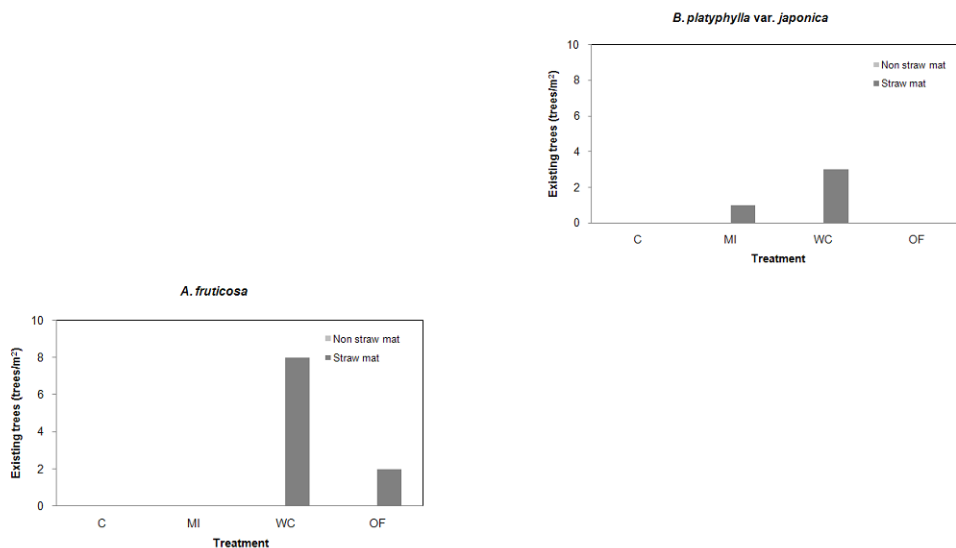 B. platyphylla var. japonica
Existing trees (trees/m²)
10
8
6
4
2
0
Non straw mat
Straw mat
C MI WC OF
Treatment
A. fruticosa
Existing trees (trees/m²)
10
8
6
4
2
0
Non straw mat
Straw mat
C MI WC OF
Treatment